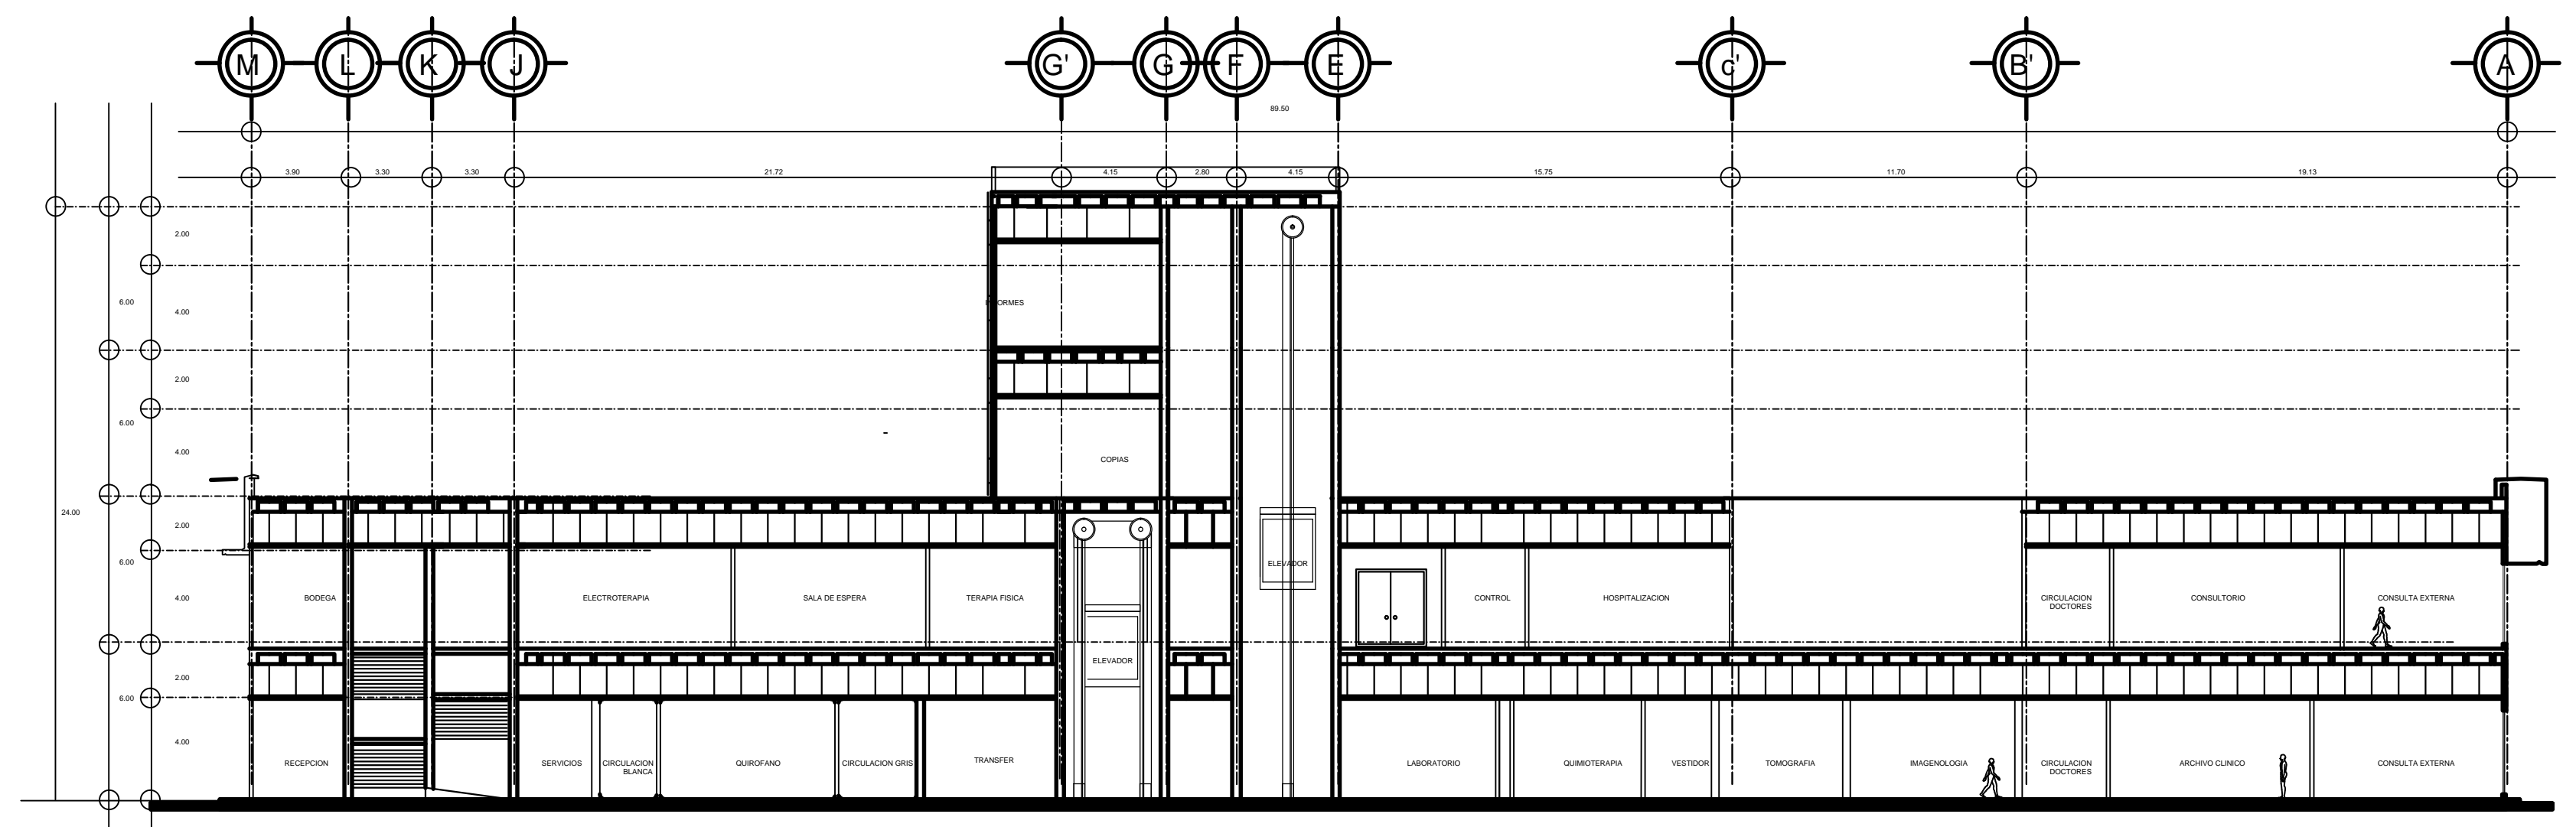 M L K J G' G F E c' B' A
89.50
3.90 3.30 3.30 21.72 4.15 2.80 4.15 15.75 11.70 19.13
2.00
6.00
4.00
INFORMES
2.00
6.00
4.00
COPIAS
24.00
2.00
6.00
4.00
ELEVADOR
BODEGA ELECTROTERAPIA SALA DE ESPERA TERAPIA FISICA CONTROL HOSPITALIZACION CIRCULACION CONSULTORIO CONSULTA EXTERNA
DOCTORES
ELEVADOR
2.00
6.00
4.00
RECEPCION SERVICIOS CIRCULACION QUIROFANO CIRCULACION GRIS TRANSFER LABORATORIO QUIMIOTERAPIA VESTIDOR TOMOGRAFIA IMAGENOLOGIA CIRCULACION ARCHIVO CLINICO CONSULTA EXTERNA
BLANCA DOCTORES